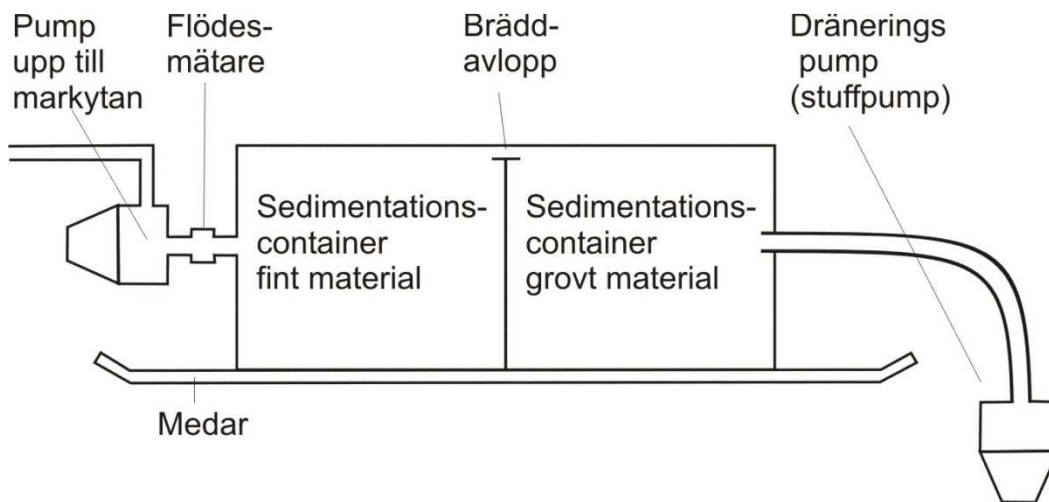 Pump
upp till
markytan
Flödes-
mätare
Brädd-
avlopp
Dränerings
pump
(stuffpump)
Sedimentations-
container
fint material
Sedimentations-
container
grovt material
Medar